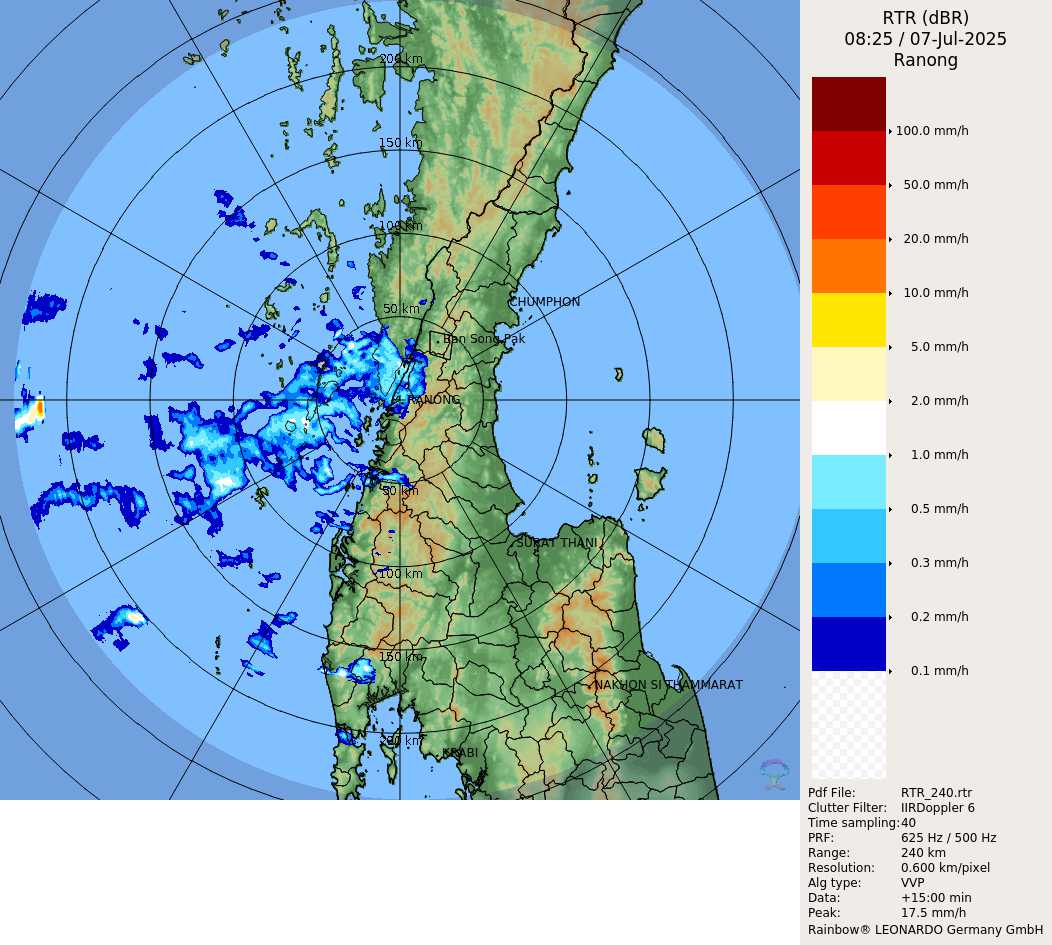 RTR (dBR)
08:25 / 07-Jul-2025
Ranong
200 km
150 km
100 km
50 km
CHUMPHON
Ban Song Pak
RANONG
50 km
SURAT THANI
100 km
150 km
NAKHON SI THAMMARAT
200 km
KRABI
100.0 mm/h
50.0 mm/h
20.0 mm/h
10.0 mm/h
5.0 mm/h
2.0 mm/h
1.0 mm/h
0.5 mm/h
0.3 mm/h
0.2 mm/h
0.1 mm/h
Pdf File: RTR_240.rtr
Clutter Filter: IIRDoppler 6
Time sampling:40
PRF: 625 Hz / 500 Hz
Range: 240 km
Resolution: 0.600 km/pixel
Alg type: VVP
Data: +15:00 min
Peak: 17.5 mm/h
Rainbow® LEONARDO Germany GmbH